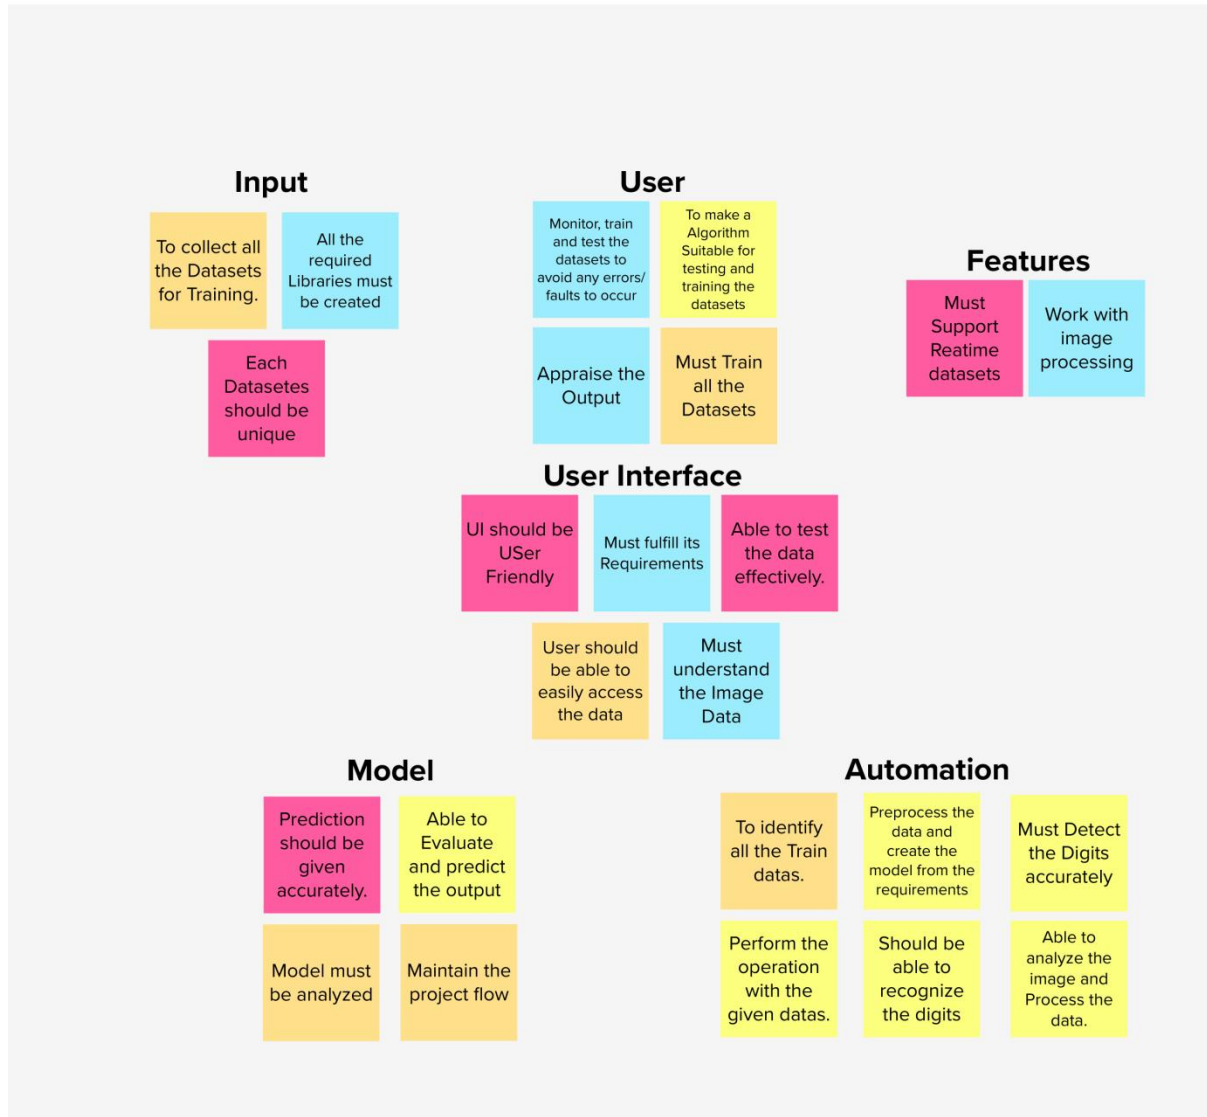 Input
To collect all
the Datasets
for Training.
All the
required
Libraries must
be created
Each
Datasetes
should be
unique
User
Monitor, train
and test the
datasets to
avoid any errors/
faults to occur
To make a
Algorithm
Suitable for
testing and
training the
datasets
Appraise the
Output
Must Train
all the
Datasets
Features
Must
Support
Reatime
datasets
Work with
image
processing
User Interface
UI should be
USer
Friendly
Must fulfill its
Requirements
Able to test
the data
effectively.
User should
be able to
easily access
the data
Must
understand
the Image
Data
Model
Prediction
should be
given
accurately.
Able to
Evaluate
and predict
the output
Model must
be analyzed
Maintain the
project flow
Automation
To identify
all the Train
datas.
Preprocess the
data and
create the
model from the
requirements
Must Detect
the Digits
accurately
Perform the
operation
with the
given datas.
Should be
able to
recognize
the digits
Able to
analyze the
image and
Process the
data.